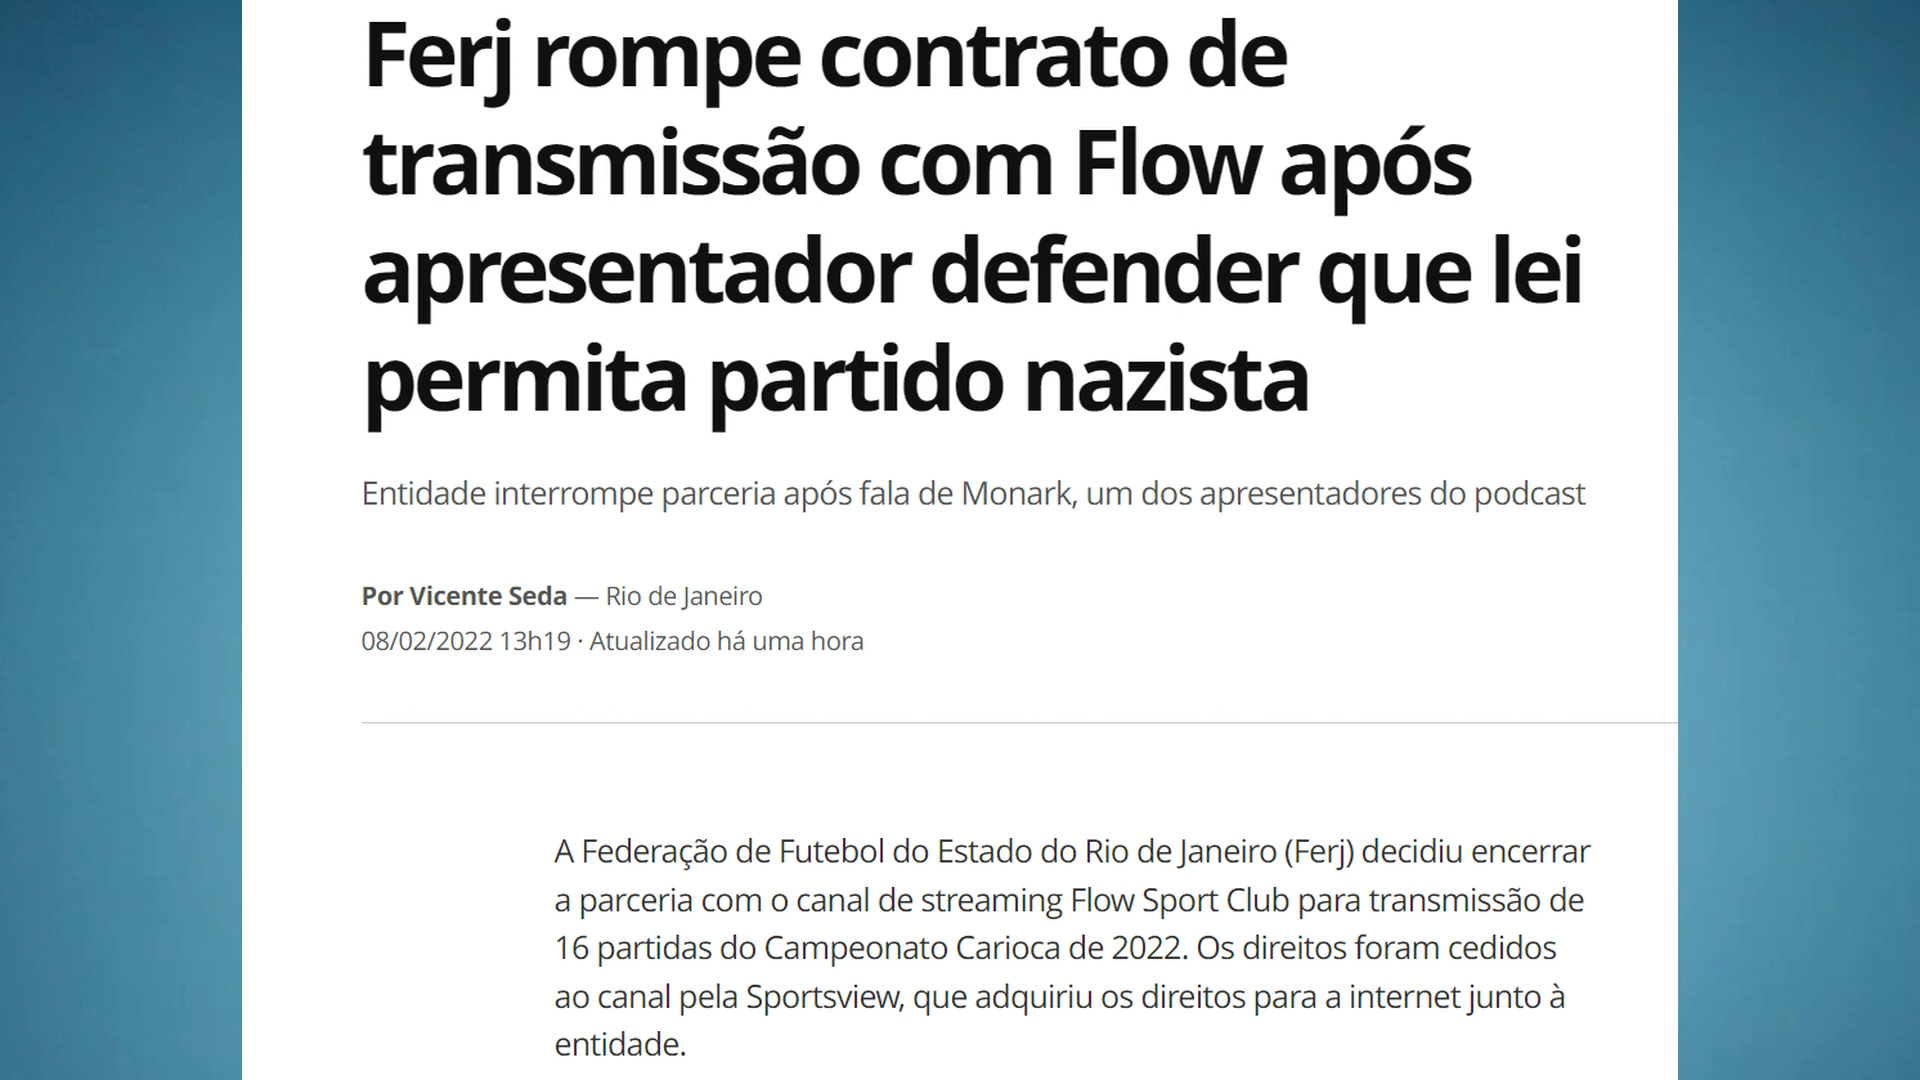 Ferj rompe contrato de
transmissão com Flow após
apresentador defender que lei
permita partido nazista
Entidade interrompe parceria após fala de Monark, um dos apresentadores do podcast
Por Vicente Seda — Rio de Janeiro
08/02/2022 13h19 · Atualizado há uma hora
A Federação de Futebol do Estado do Rio de Janeiro (Ferj) decidiu encerrar
a parceria com o canal de streaming Flow Sport Club para transmissão de
16 partidas do Campeonato Carioca de 2022. Os direitos foram cedidos
ao canal pela Sportsview, que adquiriu os direitos para a internet junto à
entidade.